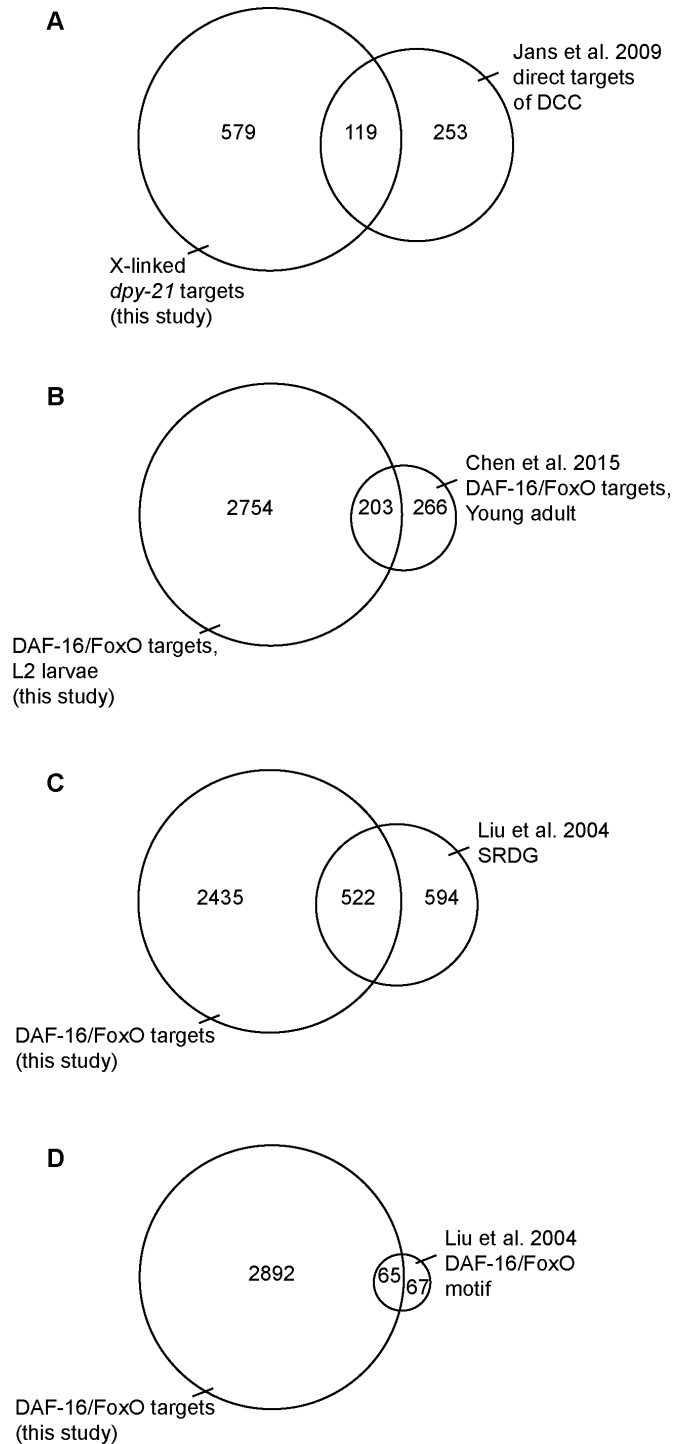 A
Jans et al. 2009
direct targets
of DCC
579
119
253
X-linked
dpy-21 targets
(this study)
B
Chen et al. 2015
DAF-16/FoxO targets,
Young adult
2754
203
266
DAF-16/FoxO targets,
L2 larvae
(this study)
C
Liu et al. 2004
SRDG
2435
522
594
DAF-16/FoxO targets
(this study)
D
Liu et al. 2004
DAF-16/FoxO
motif
2892
65
67
DAF-16/FoxO targets
(this study)